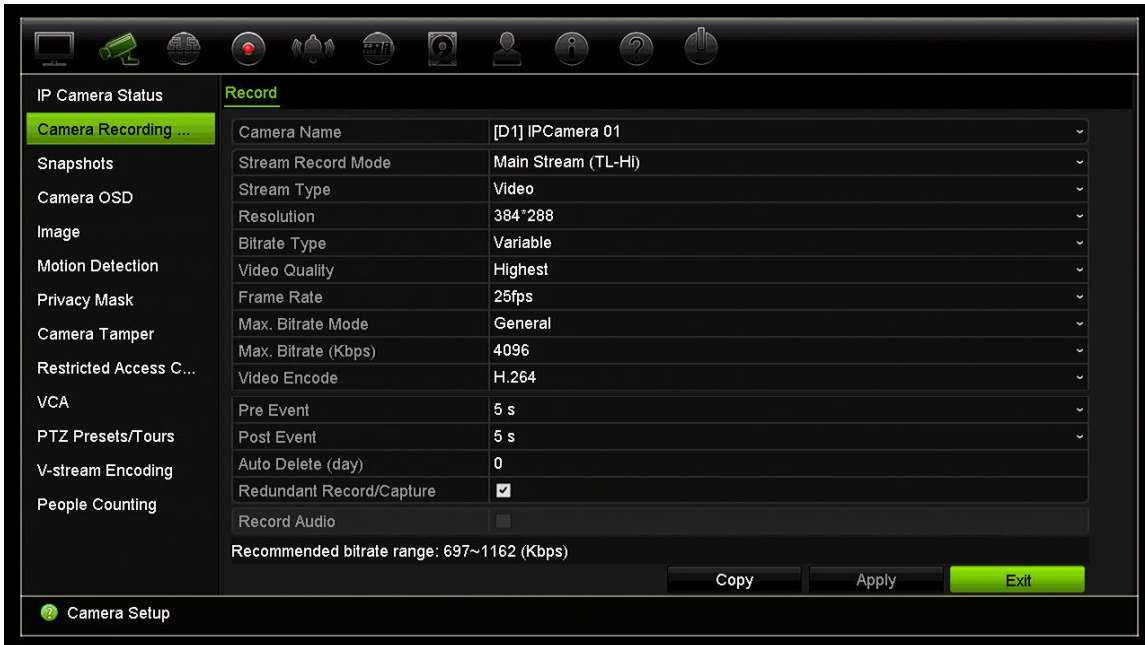 IP Camera Status
Camera Recording ...
Snapshots
Camera OSD
Image
Motion Detection
Privacy Mask
Camera Tamper
Restricted Access C...
VCA
PTZ Presets/Tours
V-stream Encoding
People Counting
Record
Camera Name [D1] IPCamera 01
Stream Record Mode Main Stream (TL-Hi)
Stream Type Video
Resolution 384*288
Bitrate Type Variable
Video Quality Highest
Frame Rate 25fps
Max. Bitrate Mode General
Max. Bitrate (Kbps) 4096
Video Encode H.264
Pre Event 5 s
Post Event 5 s
Auto Delete (day) 0
Redundant Record/Capture
Record Audio
Recommended bitrate range: 697~1162 (Kbps)
Copy Apply Exit
Camera Setup